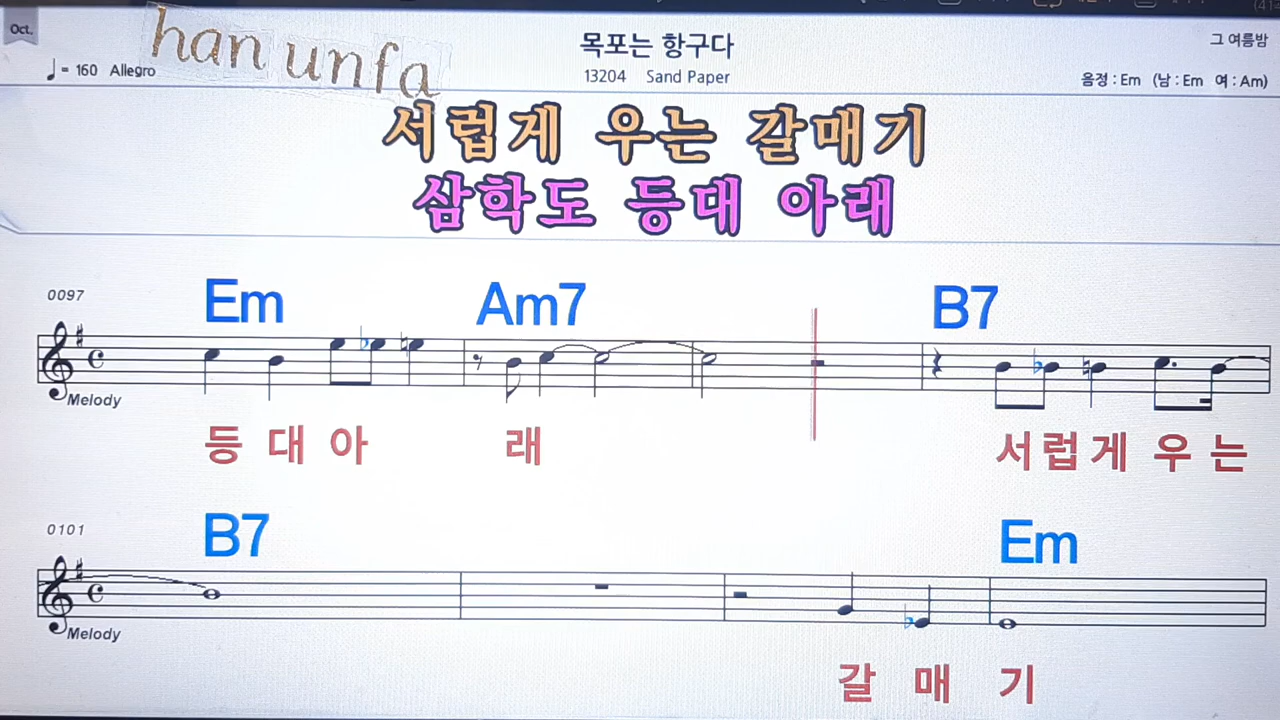 Oct.
han unfa
목포는 항구다
그 여름밤
♩= 160 Allegro
13204 Sand Paper
음정 : Em (남 : Em 여 : Am)
서럽게 우는 갈매기
삼학도 등대 아래
0097
Em Am7 B7
Melody
등 대 아 래 서 럽 게 우 는
0101
B7 Em
Melody
갈 매 기